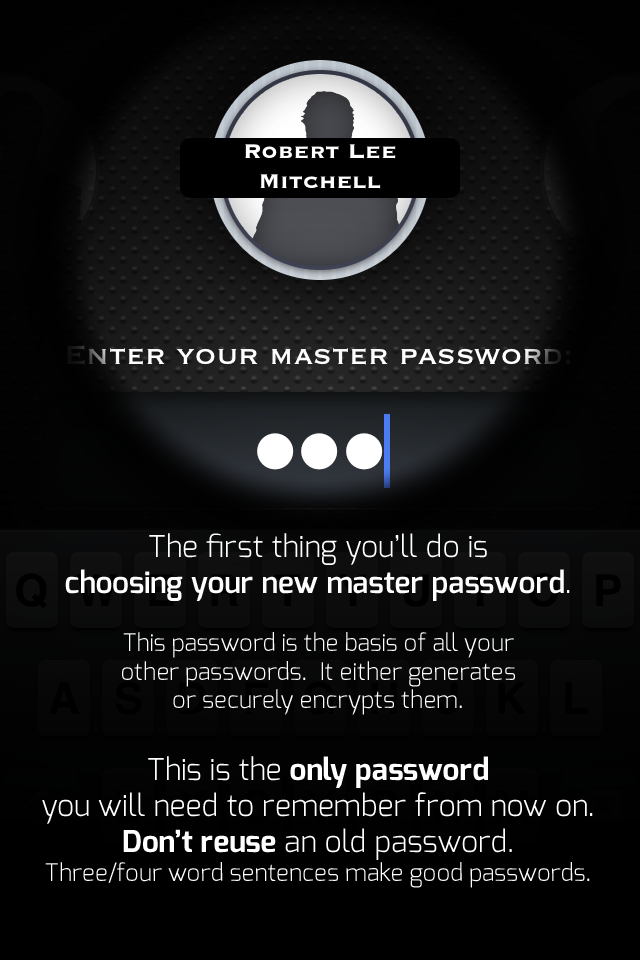 Robert Lee
Mitchell
Enter your master password:
The first thing you'll do is
choosing your new master password.
This password is the basis of all your
other passwords. It either generates
or securely encrypts them.
This is the only password
you will need to remember from now on.
Don't reuse an old password.
Three/four word sentences make good passwords.